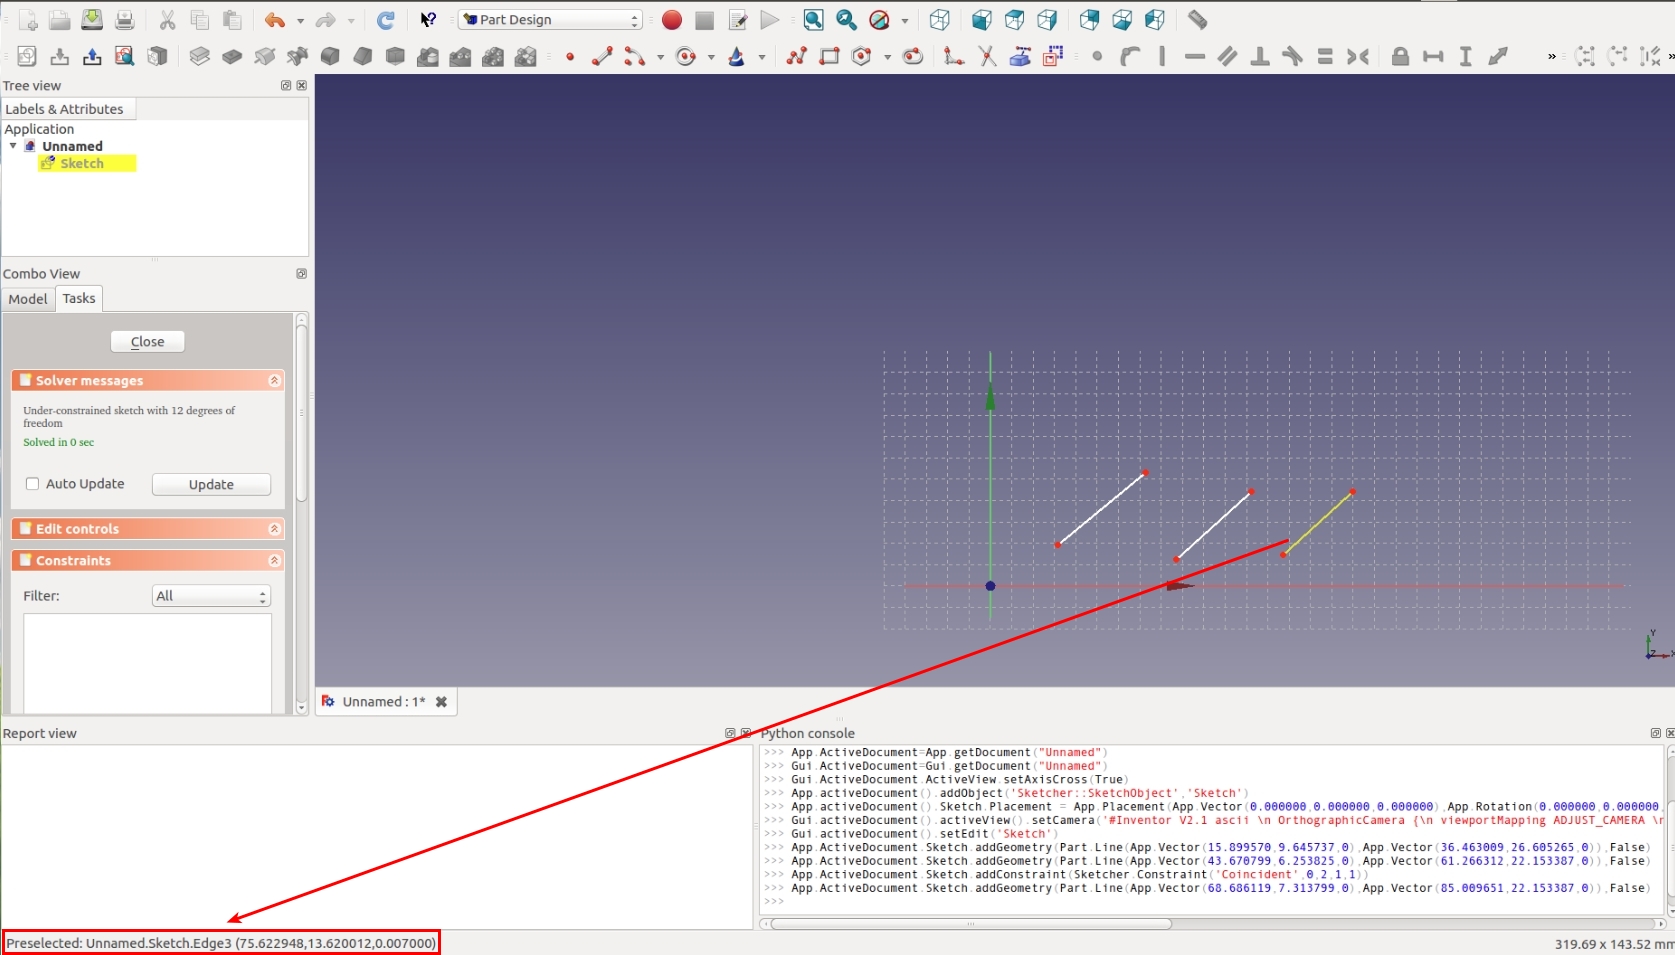 Part Design
Tree view
Labels & Attributes
Application
Unnamed
Sketch
Combo View
Model
Tasks
Close
Solver messages
Under-constrained sketch with 12 degrees of
freedom
Solved in 0 sec
Auto Update
Update
Edit controls
Constraints
Filter:
All
Y
Z
X
Unnamed : 1*
Report view
Python console
>>> App.ActiveDocument=App.getDocument("Unnamed")
>>> Gui.ActiveDocument=Gui.getDocument("Unnamed")
>>> Gui.ActiveDocument.ActiveView.setAxisCross(True)
>>> App.activeDocument().addObject('Sketcher::SketchObject','Sketch')
>>> App.activeDocument().Sketch.Placement = App.Placement(App.Vector(0.000000,0.000000,0.000000),App.Rotation(0.000000,0.000000,
>>> Gui.activeDocument().activeView().setCamera('#Inventor V2.1 ascii \n OrthographicCamera {\n viewportMapping ADJUST_CAMERA \n
>>> Gui.activeDocument().setEdit('Sketch')
>>> App.ActiveDocument.Sketch.addGeometry(Part.Line(App.Vector(15.899570,9.645737,0),App.Vector(36.463009,26.605265,0)),False)
>>> App.ActiveDocument.Sketch.addGeometry(Part.Line(App.Vector(43.670799,6.253825,0),App.Vector(61.266312,22.153387,0)),False)
>>> App.ActiveDocument.Sketch.addConstraint(Sketcher.Constraint('Coincident',0,2,1,1))
>>> App.ActiveDocument.Sketch.addGeometry(Part.Line(App.Vector(68.686119,7.313799,0),App.Vector(85.009651,22.153387,0)),False)
>>>
Preselected: Unnamed.Sketch.Edge3 (75.622948,13.620012,0.007000)
319.69 x 143.52 mm